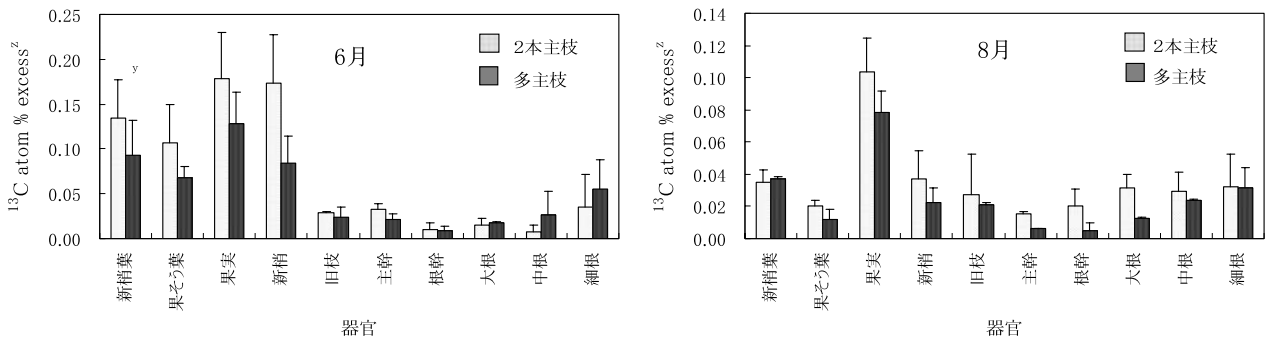 0.25
0.20
0.15
0.10
0.05
0.00
¹³C atom % excessᶻ
6月
y
2本主枝
多主枝
新梢葉
果そう葉
果実
新梢
旧枝
主幹
根幹
大根
中根
細根
器官
0.14
0.12
0.10
0.08
0.06
0.04
0.02
0.00
¹³C atom % excessᶻ
8月
2本主枝
多主枝
新梢葉
果そう葉
果実
新梢
旧枝
主幹
根幹
大根
中根
細根
器官